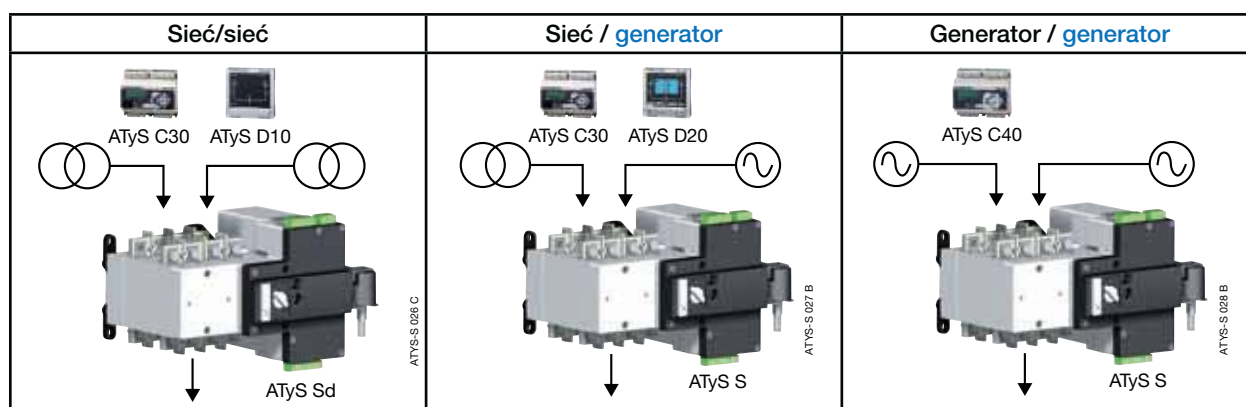 Sieć/sieć
Sieć / generator
Generator / generator
ATyS C30 ATyS D10
ATyS C30 ATyS D20
ATyS C40
ATYS-S 026 C
ATYS-S 027 B
ATYS-S 028 B
ATyS Sd
ATyS S
ATyS S